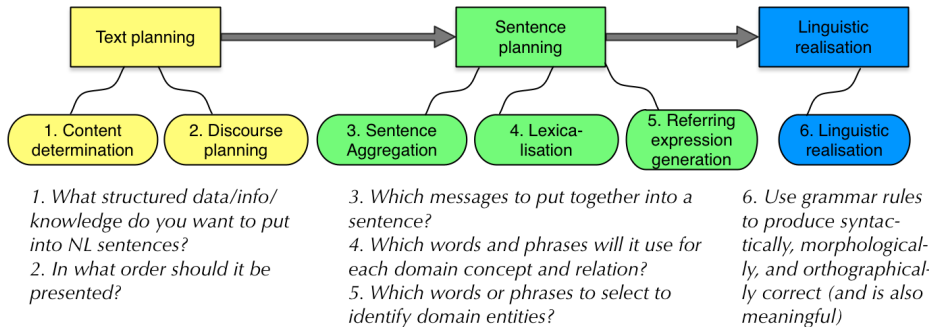 Text planning
Sentence
planning
Linguistic
realisation
1. Content
determination
2. Discourse
planning
3. Sentence
Aggregation
4. Lexica-
lisation
5. Referring
expression
generation
6. Linguistic
realisation
1. What structured data/info/
knowledge do you want to put
into NL sentences?
2. In what order should it be
presented?
3. Which messages to put together into a
sentence?
4. Which words and phrases will it use for
each domain concept and relation?
5. Which words or phrases to select to
identify domain entities?
6. Use grammar rules
to produce syntac-
tically, morphological-
ly, and orthographical-
ly correct (and is also
meaningful)